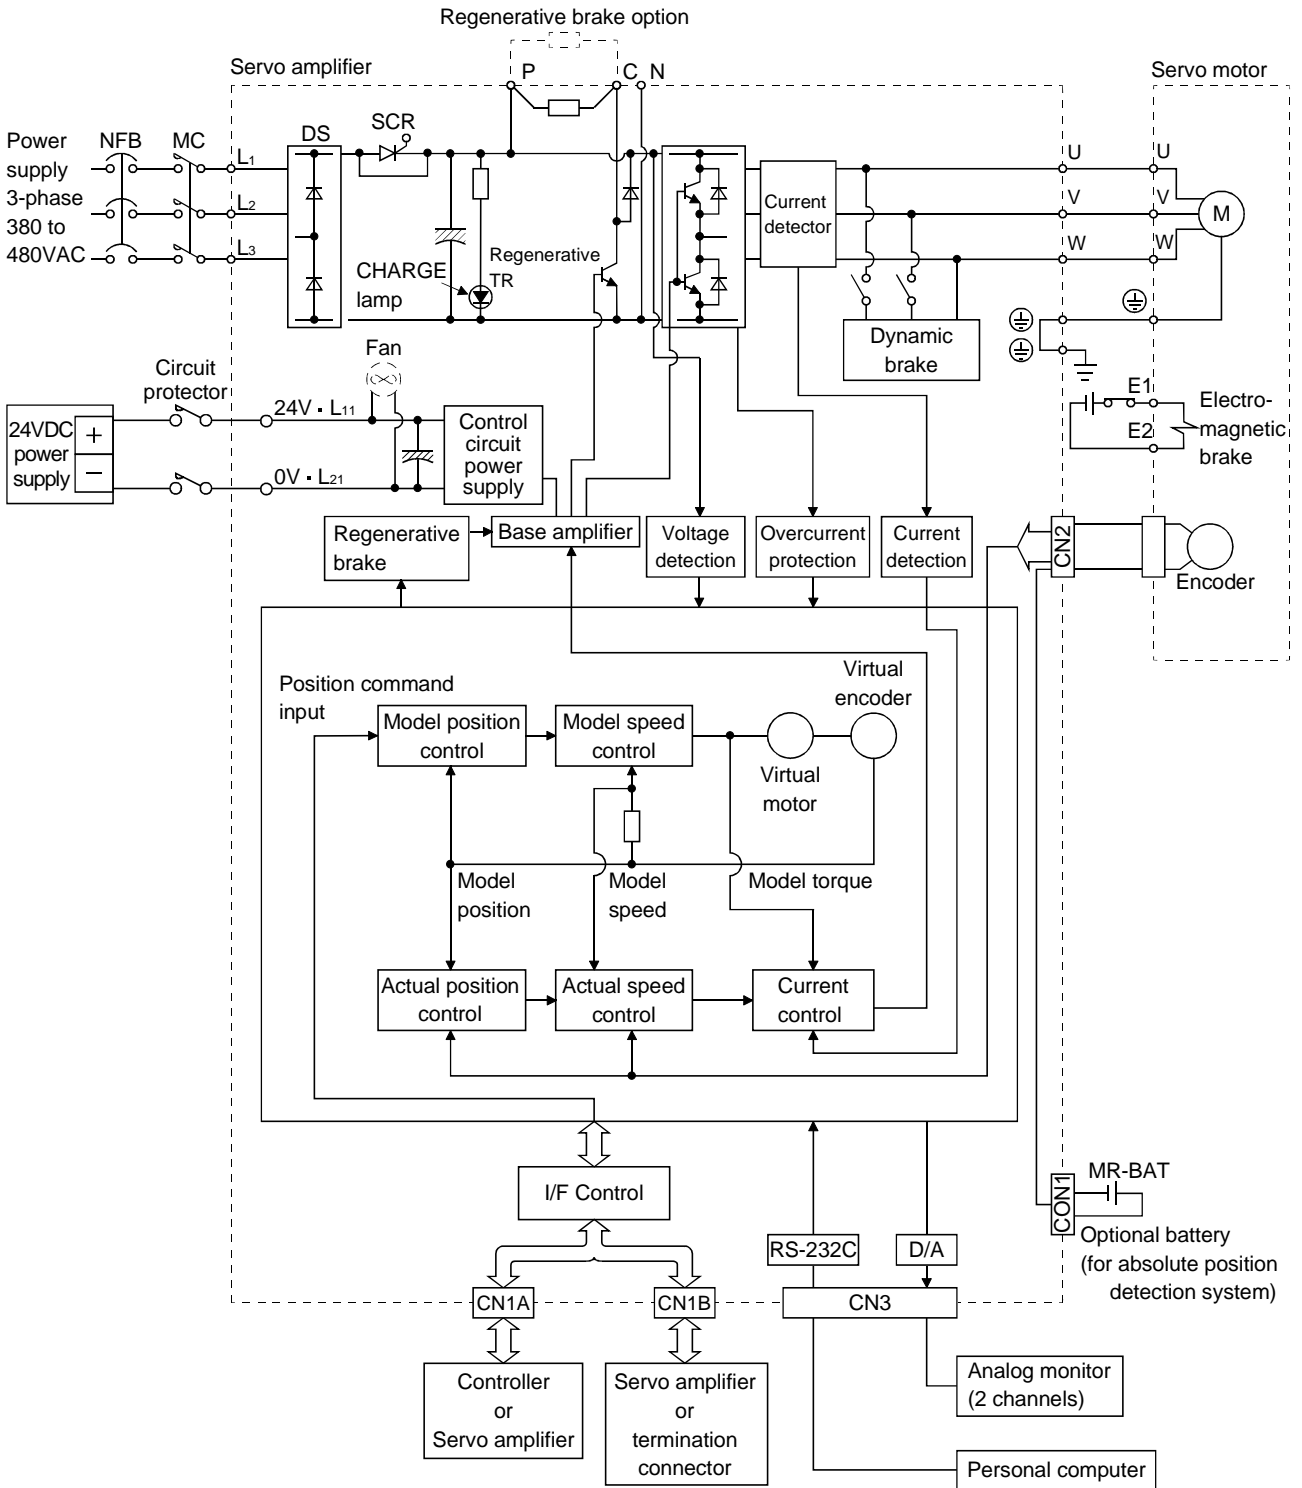 Regenerative brake option
Servo amplifier
P
C
N
Servo motor
Power
supply
3-phase
380 to
480VAC
NFB
MC
L1
L2
L3
DS
SCR
CHARGE
lamp
Regenerative
TR
Current
detector
U
V
W
U
V
W
M
Dynamic
brake
E1
E2
Electro-
magnetic
brake
Circuit
protector
Fan
24VDC
power
supply
+
−
24V・L11
0V・L21
Control
circuit
power
supply
Regenerative
brake
Base amplifier
Voltage
detection
Overcurrent
protection
Current
detection
CN2
Encoder
Position command
input
Model position
control
Model speed
control
Virtual
encoder
Virtual
motor
Model
position
Model
speed
Model torque
Actual position
control
Actual speed
control
Current
control
I/F Control
RS-232C
D/A
CON1
MR-BAT
Optional battery
(for absolute position
detection system)
CN1A
CN1B
CN3
Controller
or
Servo amplifier
Servo amplifier
or
termination
connector
Analog monitor
(2 channels)
Personal computer